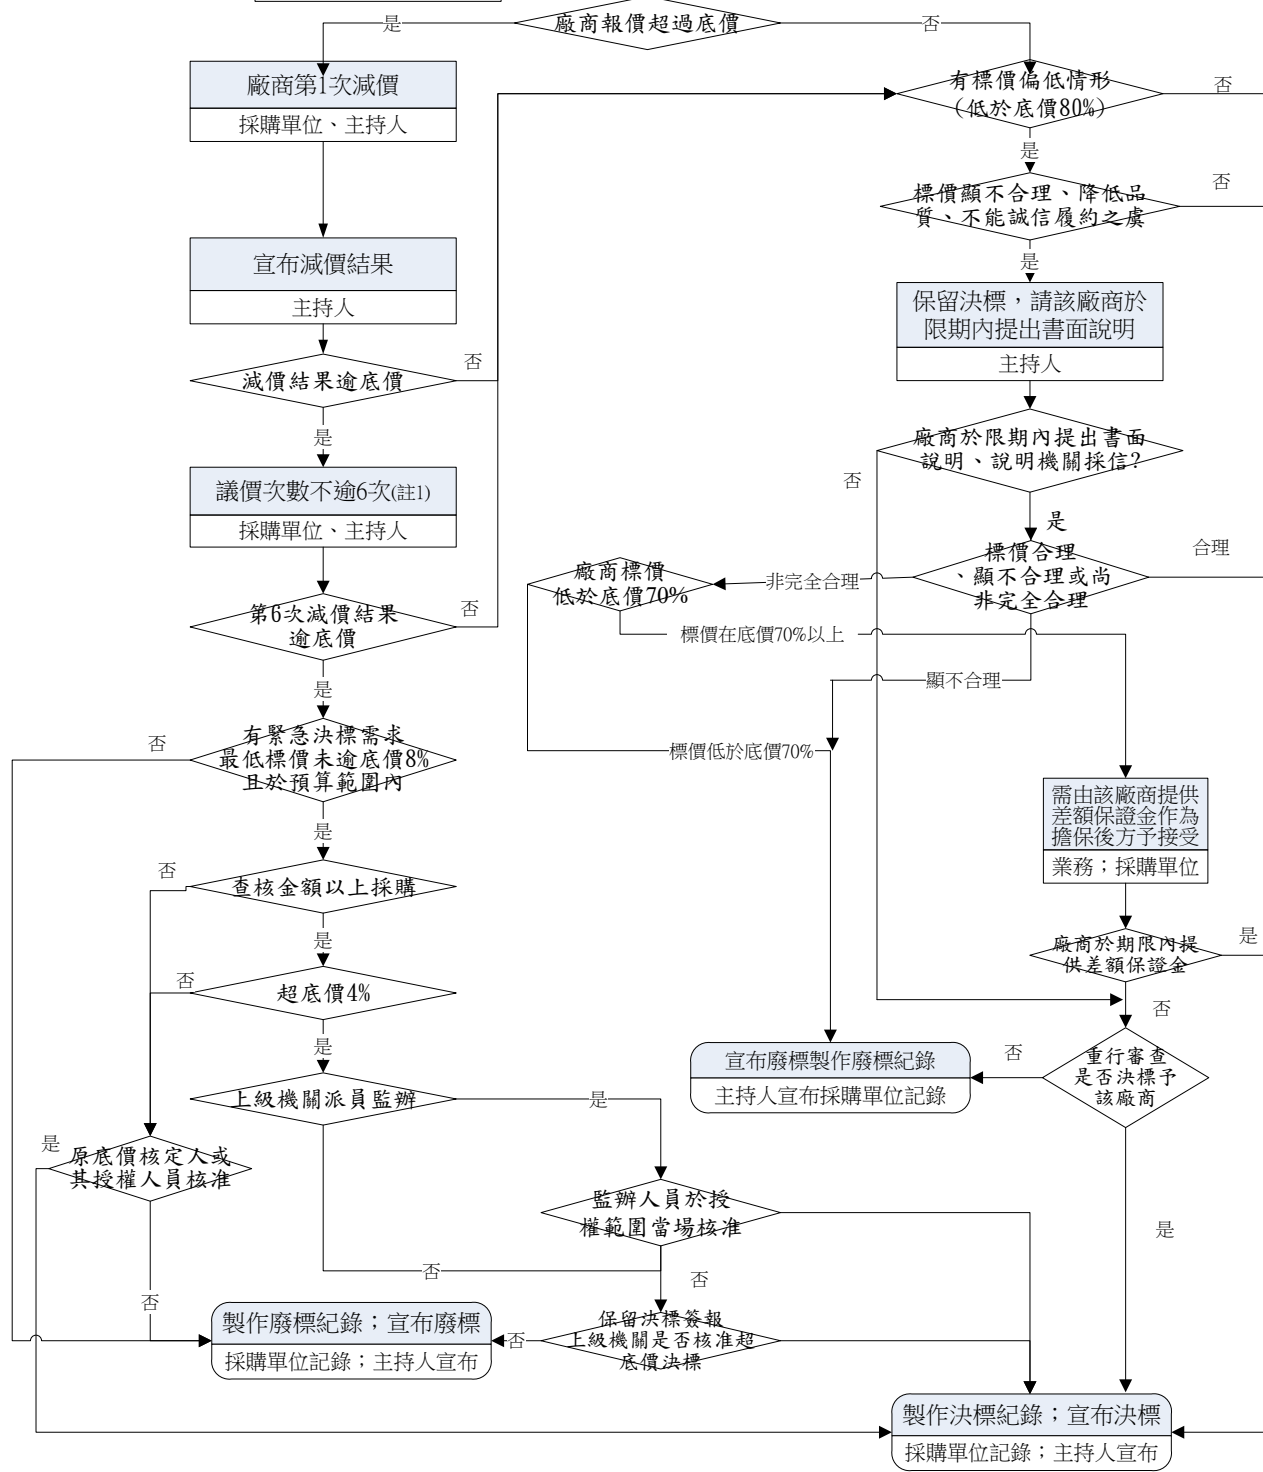 廠商報價超過底價
是
否
廠商第1次減價
採購單位、主持人
有標價偏低情形
(低於底價80%)
否
是
標價顯不合理、降低品
質、不能誠信履約之虞
否
是
宣布減價結果
主持人
保留決標，請該廠商於
限期內提出書面說明
主持人
減價結果逾底價
否
是
廠商於限期內提出書面
說明、說明機關採信?
否
是
議價次數不逾6次(註1)
採購單位、主持人
標價合理
、顯不合理或尚
非完全合理
合理
非完全合理
廠商標價
低於底價70%
第6次減價結果
逾底價
否
是
標價在底價70%以上
顯不合理
標價低於底價70%
有緊急決標需求
最低標價未逾底價8%
且於預算範圍內
否
是
需由該廠商提供
差額保證金作為
擔保後方予接受
業務；採購單位
查核金額以上採購
否
是
廠商於期限內提
供差額保證金
是
否
超底價4%
否
是
宣布廢標製作廢標紀錄
主持人宣布採購單位記錄
否
重行審查
是否決標予
該廠商
是
上級機關派員監辦
是
否
原底價核定人或
其授權人員核准
是
否
監辦人員於授
權範圍當場核准
否
保留決標簽報
上級機關是否核准超
底價決標
否
製作廢標紀錄；宣布廢標
採購單位記錄；主持人宣布
製作決標紀錄；宣布決標
採購單位記錄；主持人宣布